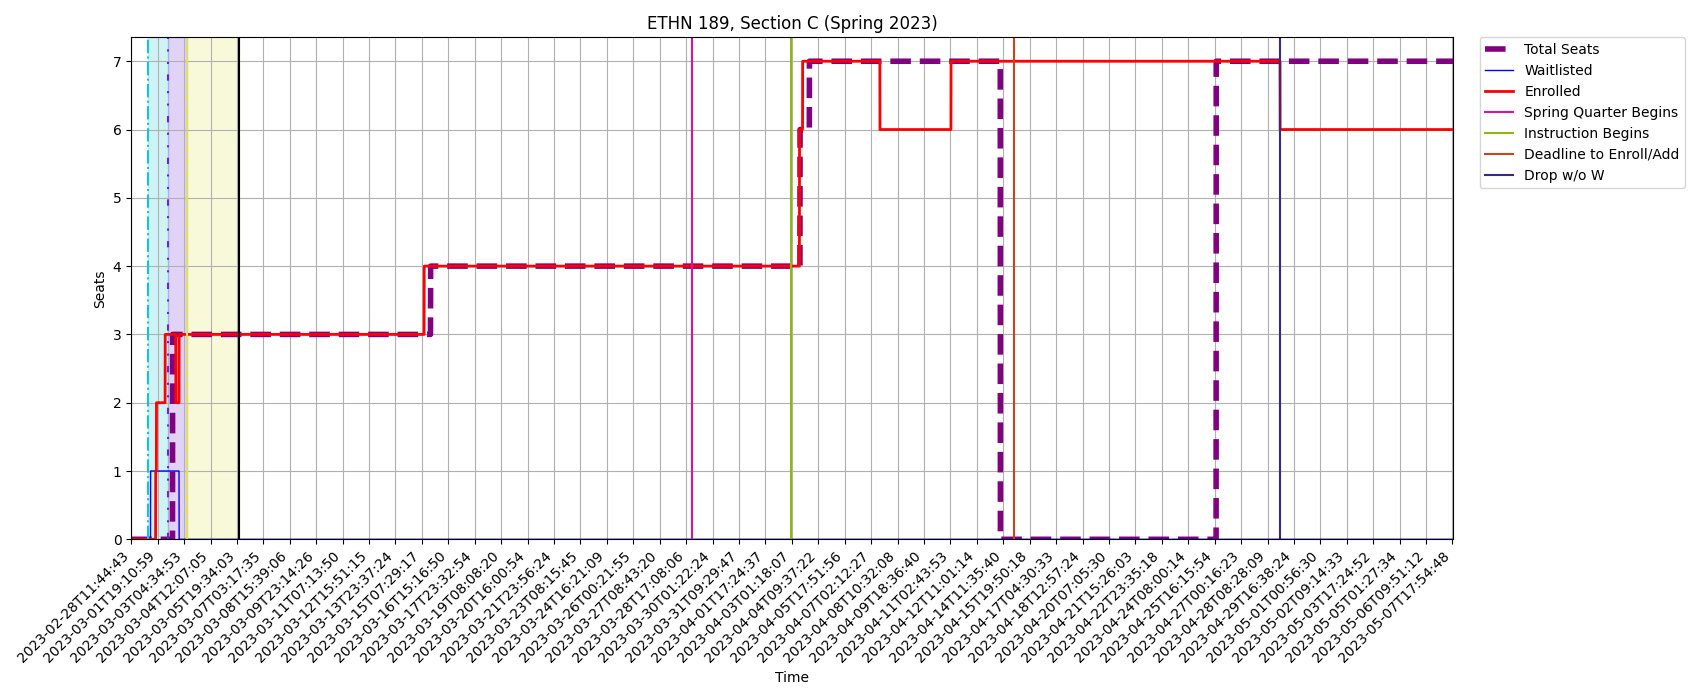 ETHN 189, Section C (Spring 2023)
Seats
7
6
5
4
3
2
1
0
2023-02-28T11:44:43
2023-03-01T19:10:59
2023-03-03T04:34:53
2023-03-04T12:07:05
2023-03-05T19:34:03
2023-03-07T03:17:35
2023-03-08T15:39:06
2023-03-09T23:14:26
2023-03-11T07:13:50
2023-03-12T15:51:15
2023-03-13T23:37:24
2023-03-15T07:29:17
2023-03-16T15:16:50
2023-03-17T23:32:54
2023-03-19T08:08:20
2023-03-20T16:00:54
2023-03-21T23:56:24
2023-03-23T08:15:45
2023-03-24T16:21:09
2023-03-26T00:21:55
2023-03-27T08:43:20
2023-03-28T17:08:06
2023-03-30T01:22:24
2023-03-31T09:29:47
2023-04-01T17:24:37
2023-04-03T01:18:07
2023-04-04T09:37:22
2023-04-05T17:51:56
2023-04-07T02:12:27
2023-04-08T10:32:08
2023-04-09T18:36:40
2023-04-11T02:43:53
2023-04-12T11:01:14
2023-04-14T11:35:40
2023-04-15T19:50:18
2023-04-17T04:30:33
2023-04-18T12:57:24
2023-04-20T07:05:30
2023-04-21T15:26:03
2023-04-22T23:35:18
2023-04-24T08:00:14
2023-04-25T16:15:54
2023-04-27T00:16:23
2023-04-28T08:28:09
2023-04-29T16:38:24
2023-05-01T00:56:30
2023-05-02T09:14:33
2023-05-03T17:24:52
2023-05-05T01:27:34
2023-05-06T09:51:12
2023-05-07T17:54:48
Time
Total Seats
Waitlisted
Enrolled
Spring Quarter Begins
Instruction Begins
Deadline to Enroll/Add
Drop w/o W